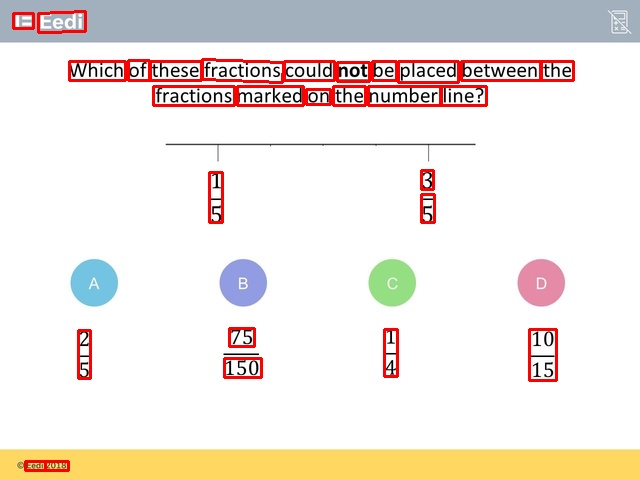 Eedi
Which of these fractions could not be placed between the
fractions marked on the number line?
1/5 3/5
A B C D
2/5 75/150 1/4 10/15
© Eedi 2018